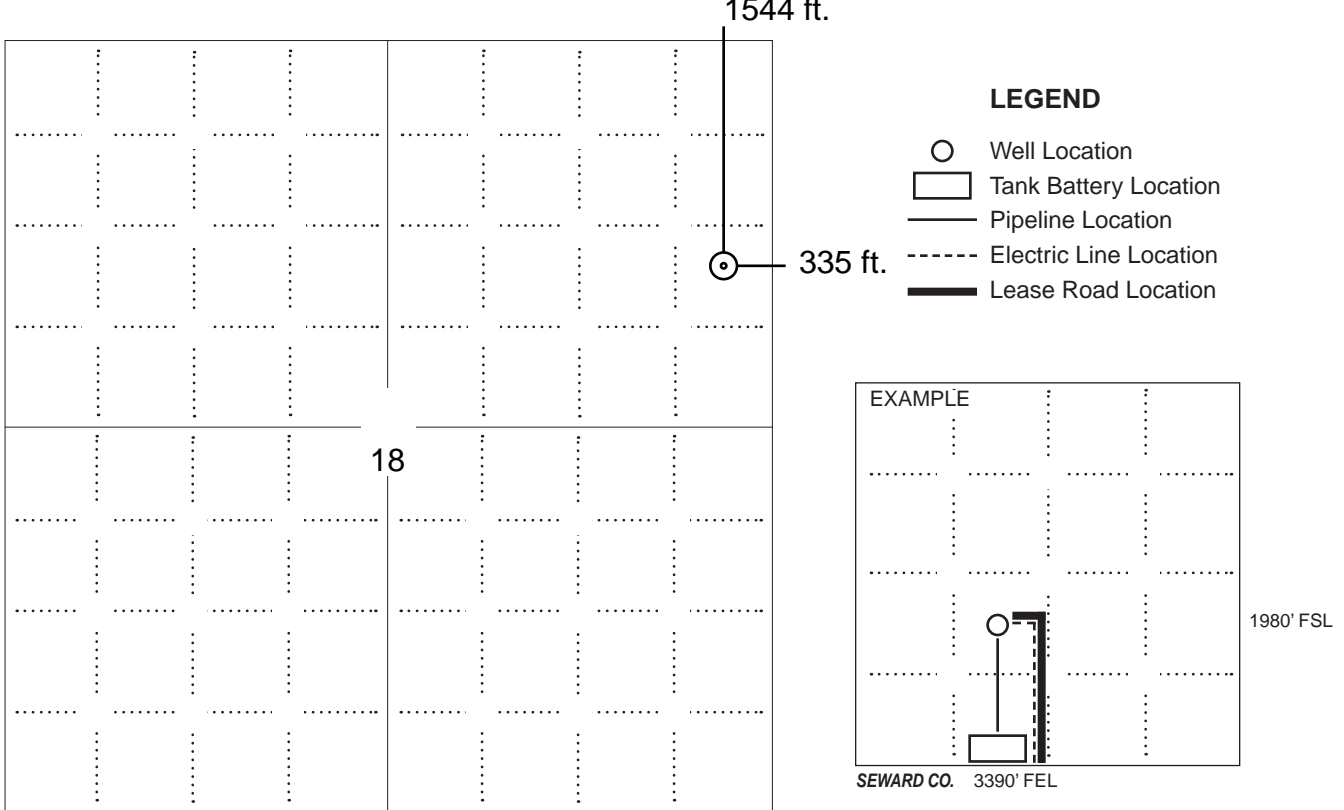 1544 ft.
335 ft.
18
LEGEND
Well Location
Tank Battery Location
Pipeline Location
Electric Line Location
Lease Road Location
EXAMPLE
1980’ FSL
SEWARD CO. 3390’ FEL